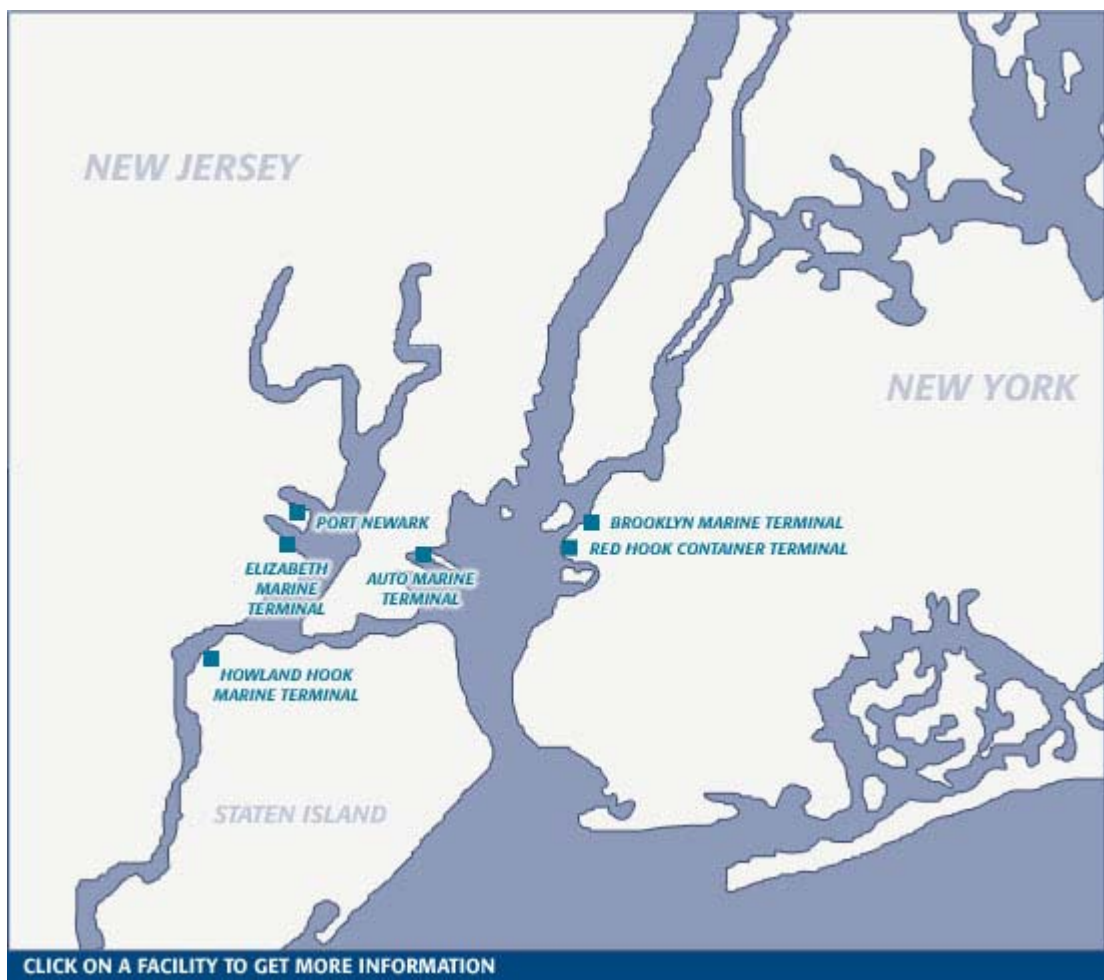 NEW JERSEY
NEW YORK
PORT NEWARK
BROOKLYN MARINE TERMINAL
RED HOOK CONTAINER TERMINAL
ELIZABETH
MARINE
TERMINAL
AUTO MARINE
TERMINAL
HOWLAND HOOK
MARINE TERMINAL
STATEN ISLAND
CLICK ON A FACILITY TO GET MORE INFORMATION